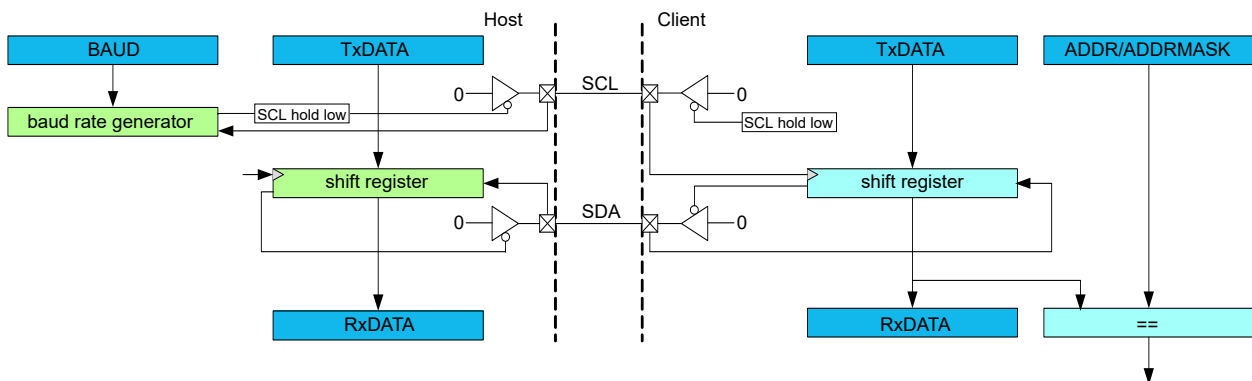 Host
Client
BAUD
TxDATA
TxDATA
ADDR/ADDRMASK
0
SCL
0
baud rate generator
SCL hold low
SCL hold low
shift register
shift register
0
SDA
0
RxDATA
RxDATA
==